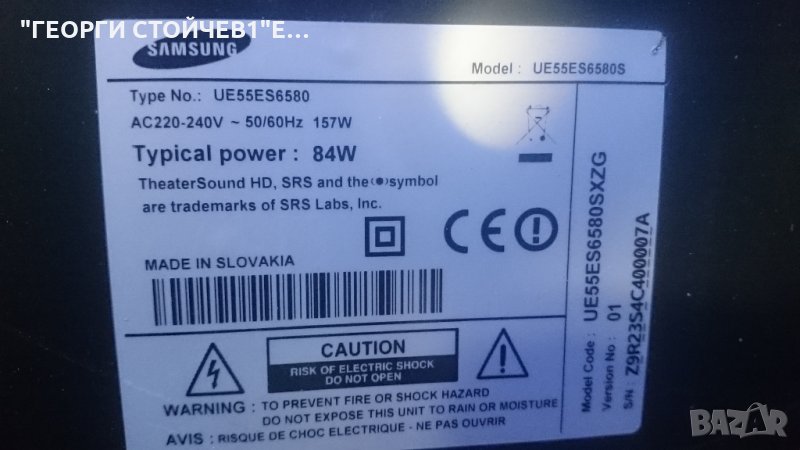 "ГЕОРГИ СТОЙЧЕВ1"Е...
SAMSUNG
Model : UE55ES6580S
Type No.: UE55ES6580
AC220-240V ~ 50/60Hz 157W
Typical power : 84W
TheaterSound HD, SRS and the symbol
are trademarks of SRS Labs, Inc.
MADE IN SLOVAKIA
CAUTION
RISK OF ELECTRIC SHOCK
DO NOT OPEN
WARNING : TO PREVENT FIRE OR SHOCK HAZARD
DO NOT EXPOSE THIS UNIT TO RAIN OR MOISTURE
AVIS : RISQUE DE CHOC ELECTRIQUE - NE PAS OUVRIR
Model Code : UE55ES6580SXZG
Version No : 01
S/N : Z9R23S4C400007A
BAZAR